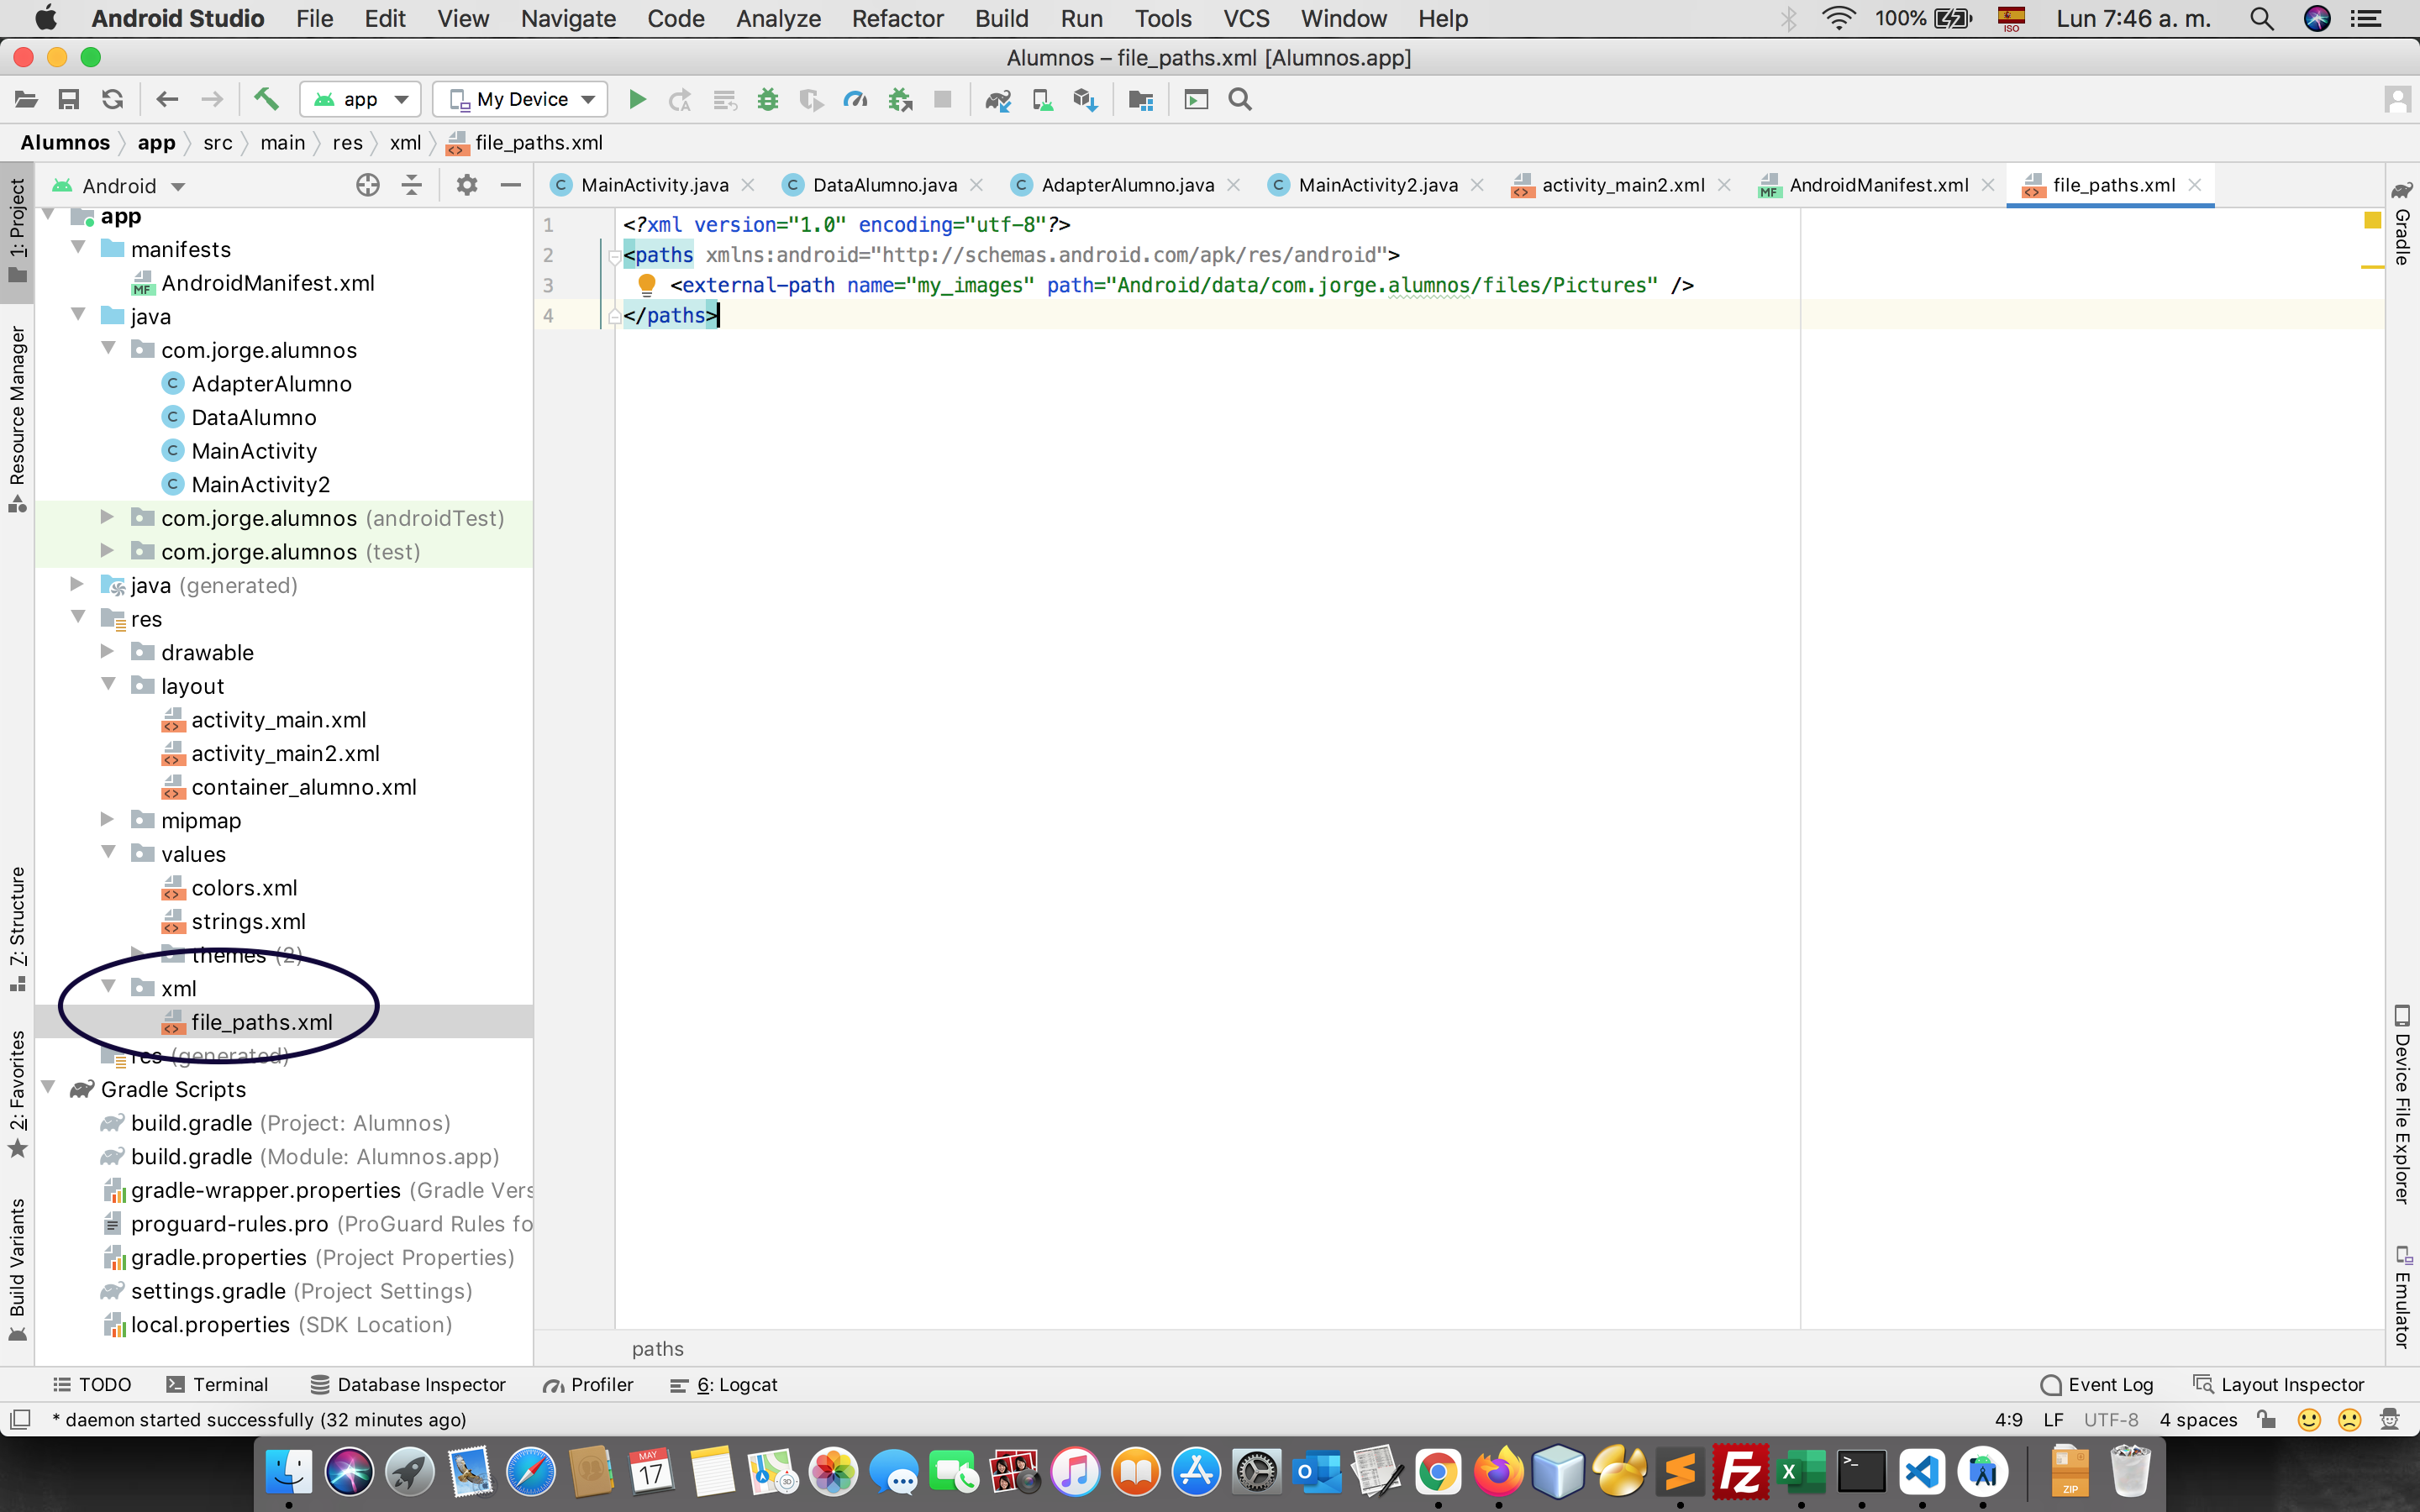 Android Studio File Edit View Navigate Code Analyze Refactor Build Run Tools VCS Window Help 100% ISO Lun 7:46 a. m.
Alumnos – file_paths.xml [Alumnos.app]
app My Device
Alumnos app src main res xml file_paths.xml
Android
MainActivity.java DataAlumno.java AdapterAlumno.java MainActivity2.java activity_main2.xml AndroidManifest.xml file_paths.xml
1: Project
Resource Manager
7: Structure
2: Favorites
Build Variants
app
manifests
AndroidManifest.xml
java
com.jorge.alumnos
AdapterAlumno
DataAlumno
MainActivity
MainActivity2
com.jorge.alumnos (androidTest)
com.jorge.alumnos (test)
java (generated)
res
drawable
layout
activity_main.xml
activity_main2.xml
container_alumno.xml
mipmap
values
colors.xml
strings.xml
themes (2)
xml
file_paths.xml
res (generated)
Gradle Scripts
build.gradle (Project: Alumnos)
build.gradle (Module: Alumnos.app)
gradle-wrapper.properties (Gradle Vers
proguard-rules.pro (ProGuard Rules fo
gradle.properties (Project Properties)
settings.gradle (Project Settings)
local.properties (SDK Location)
1 <?xml version="1.0" encoding="utf-8"?>
2 <paths xmlns:android="http://schemas.android.com/apk/res/android">
3 <external-path name="my_images" path="Android/data/com.jorge.alumnos/files/Pictures" />
4 </paths>
paths
Gradle
Device File Explorer
Emulator
TODO Terminal Database Inspector Profiler 6: Logcat Event Log Layout Inspector
* daemon started successfully (32 minutes ago) 4:9 LF UTF-8 4 spaces
MAY
17
3D
ZIP